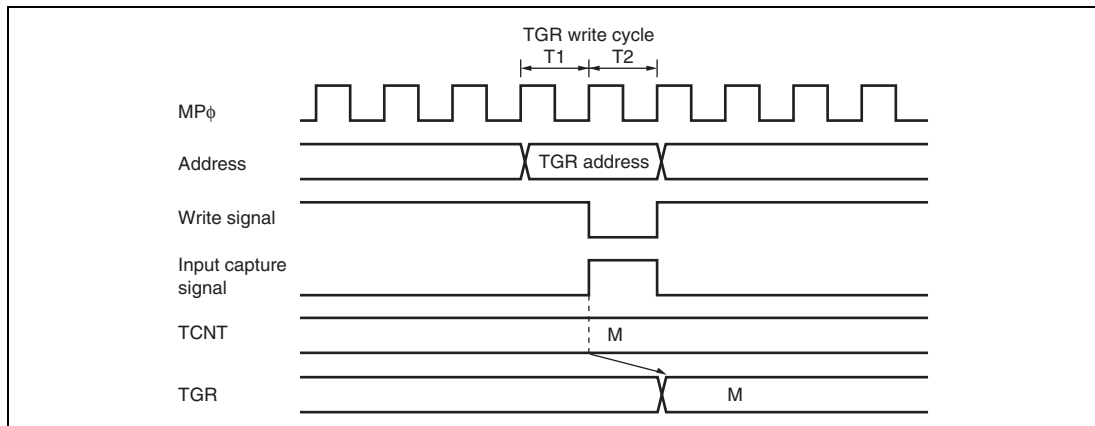 TGR write cycle
T1 T2
MPϕ
Address TGR address
Write signal
Input capture
signal
TCNT M
TGR M